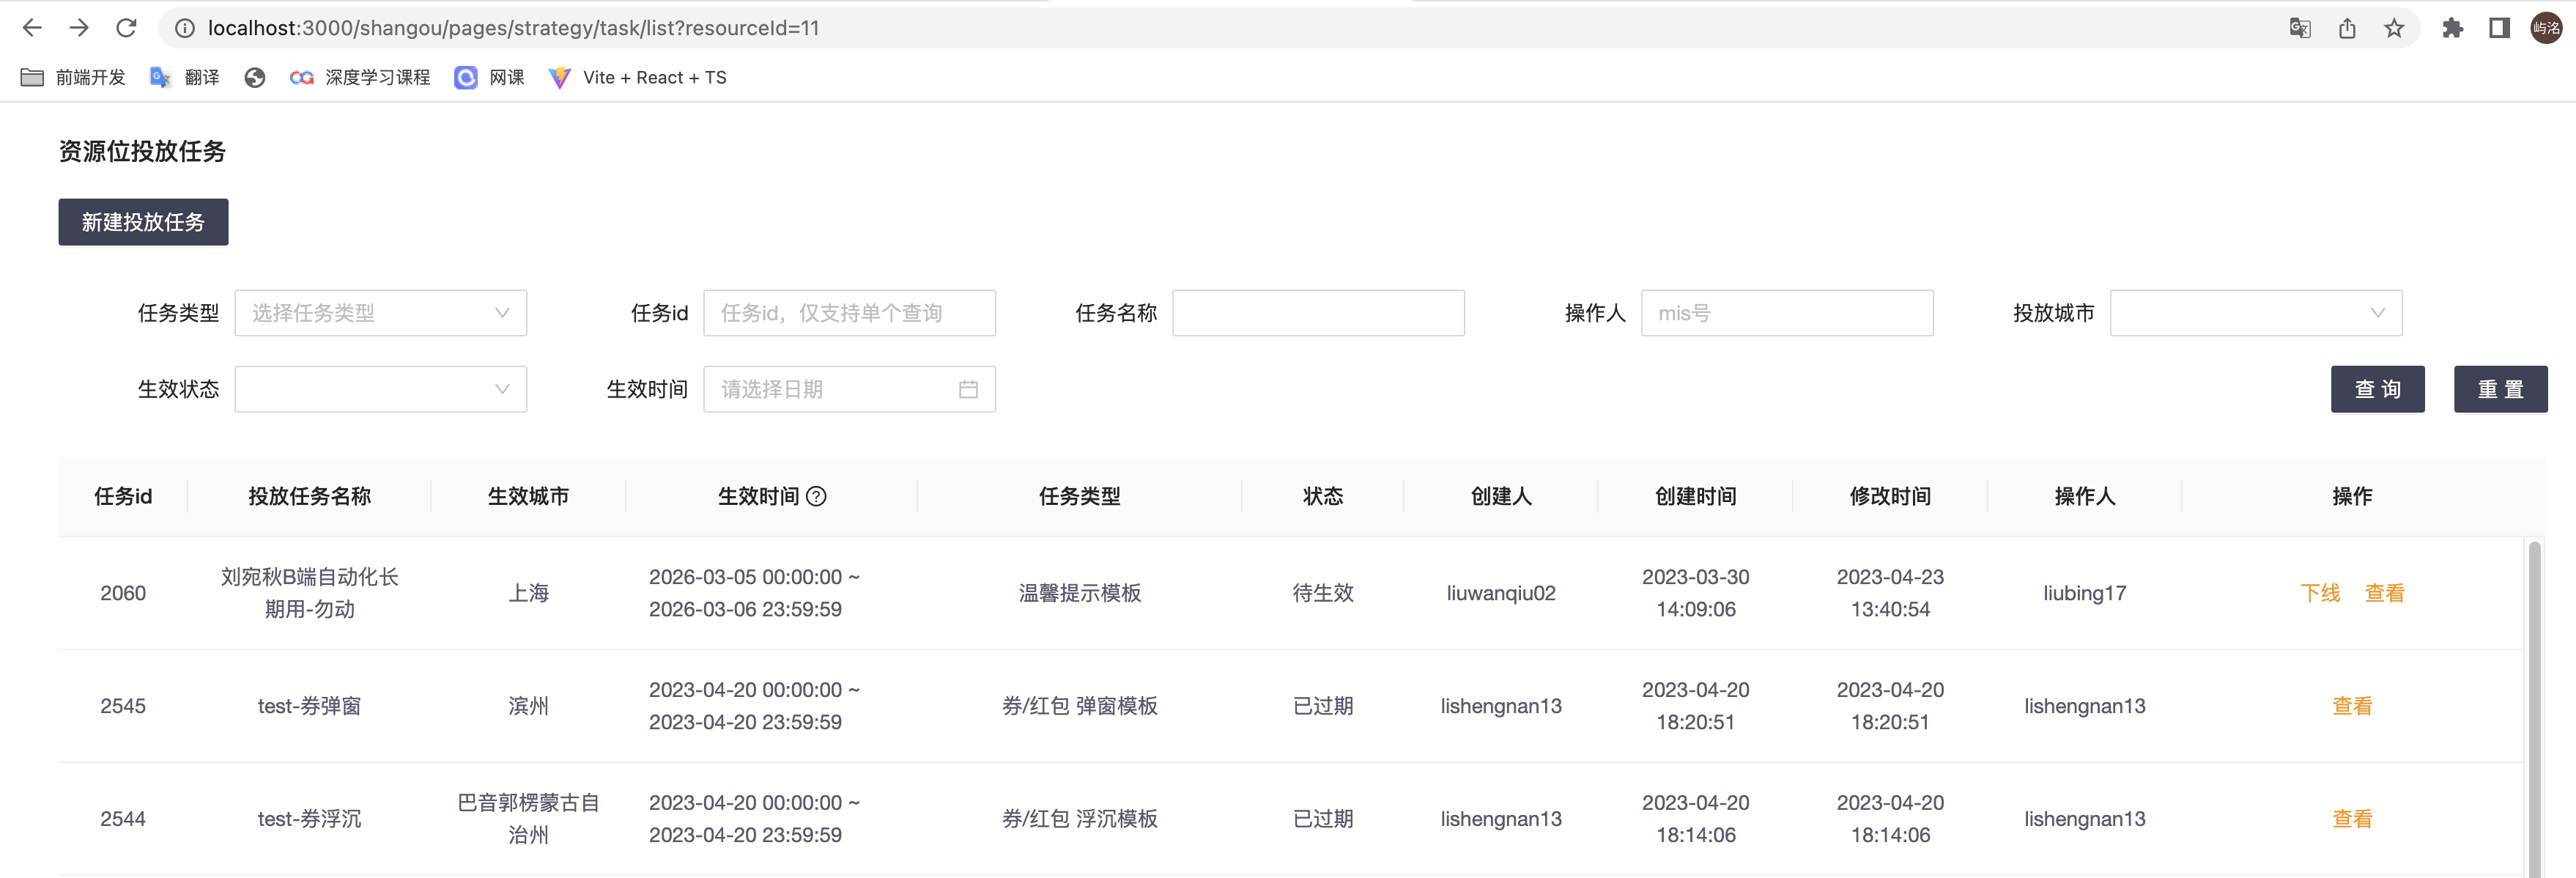 localhost:3000/shangou/pages/strategy/task/list?resourceId=11
屿洺
前端开发 翻译 深度学习课程 网课 Vite + React + TS
资源位投放任务
新建投放任务
任务类型 选择任务类型 任务id 任务id，仅支持单个查询 任务名称 操作人 mis号 投放城市
生效状态 生效时间 请选择日期 查 询 重 置
任务id 投放任务名称 生效城市 生效时间 任务类型 状态 创建人 创建时间 修改时间 操作人 操作
2060 刘宛秋B端自动化长期用-勿动 上海 2026-03-05 00:00:00 ~ 2026-03-06 23:59:59 温馨提示模板 待生效 liuwanqiu02 2023-03-30 14:09:06 2023-04-23 13:40:54 liubing17 下线 查看
2545 test-券弹窗 滨州 2023-04-20 00:00:00 ~ 2023-04-20 23:59:59 券/红包 弹窗模板 已过期 lishengnan13 2023-04-20 18:20:51 2023-04-20 18:20:51 lishengnan13 查看
2544 test-券浮沉 巴音郭楞蒙古自治州 2023-04-20 00:00:00 ~ 2023-04-20 23:59:59 券/红包 浮沉模板 已过期 lishengnan13 2023-04-20 18:14:06 2023-04-20 18:14:06 lishengnan13 查看